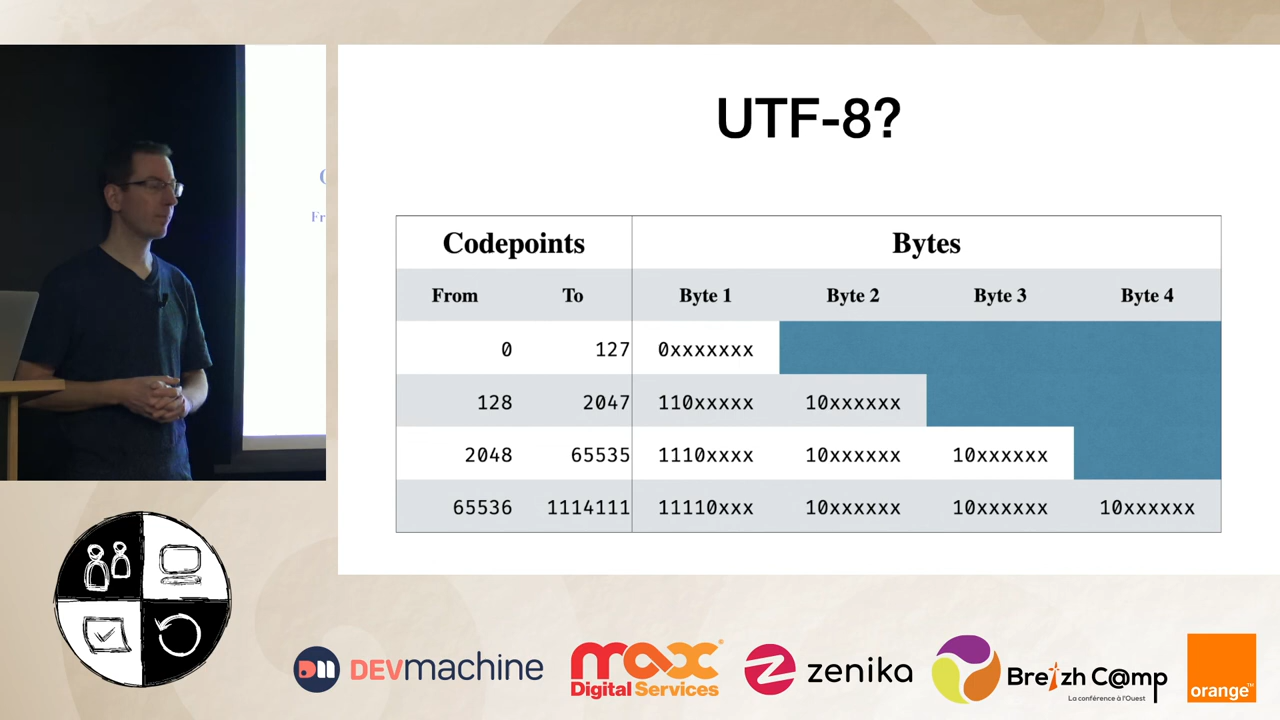 UTF-8?
Codepoints Bytes
From To Byte 1 Byte 2 Byte 3 Byte 4
0 127 0xxxxxxx
128 2047 110xxxxx 10xxxxxx
2048 65535 1110xxxx 10xxxxxx 10xxxxxx
65536 1114111 11110xxx 10xxxxxx 10xxxxxx 10xxxxxx
Fr
DEVmachine
max
Digital Services
zenika
Breizh C@mp
La conférence à l'Ouest
orange™